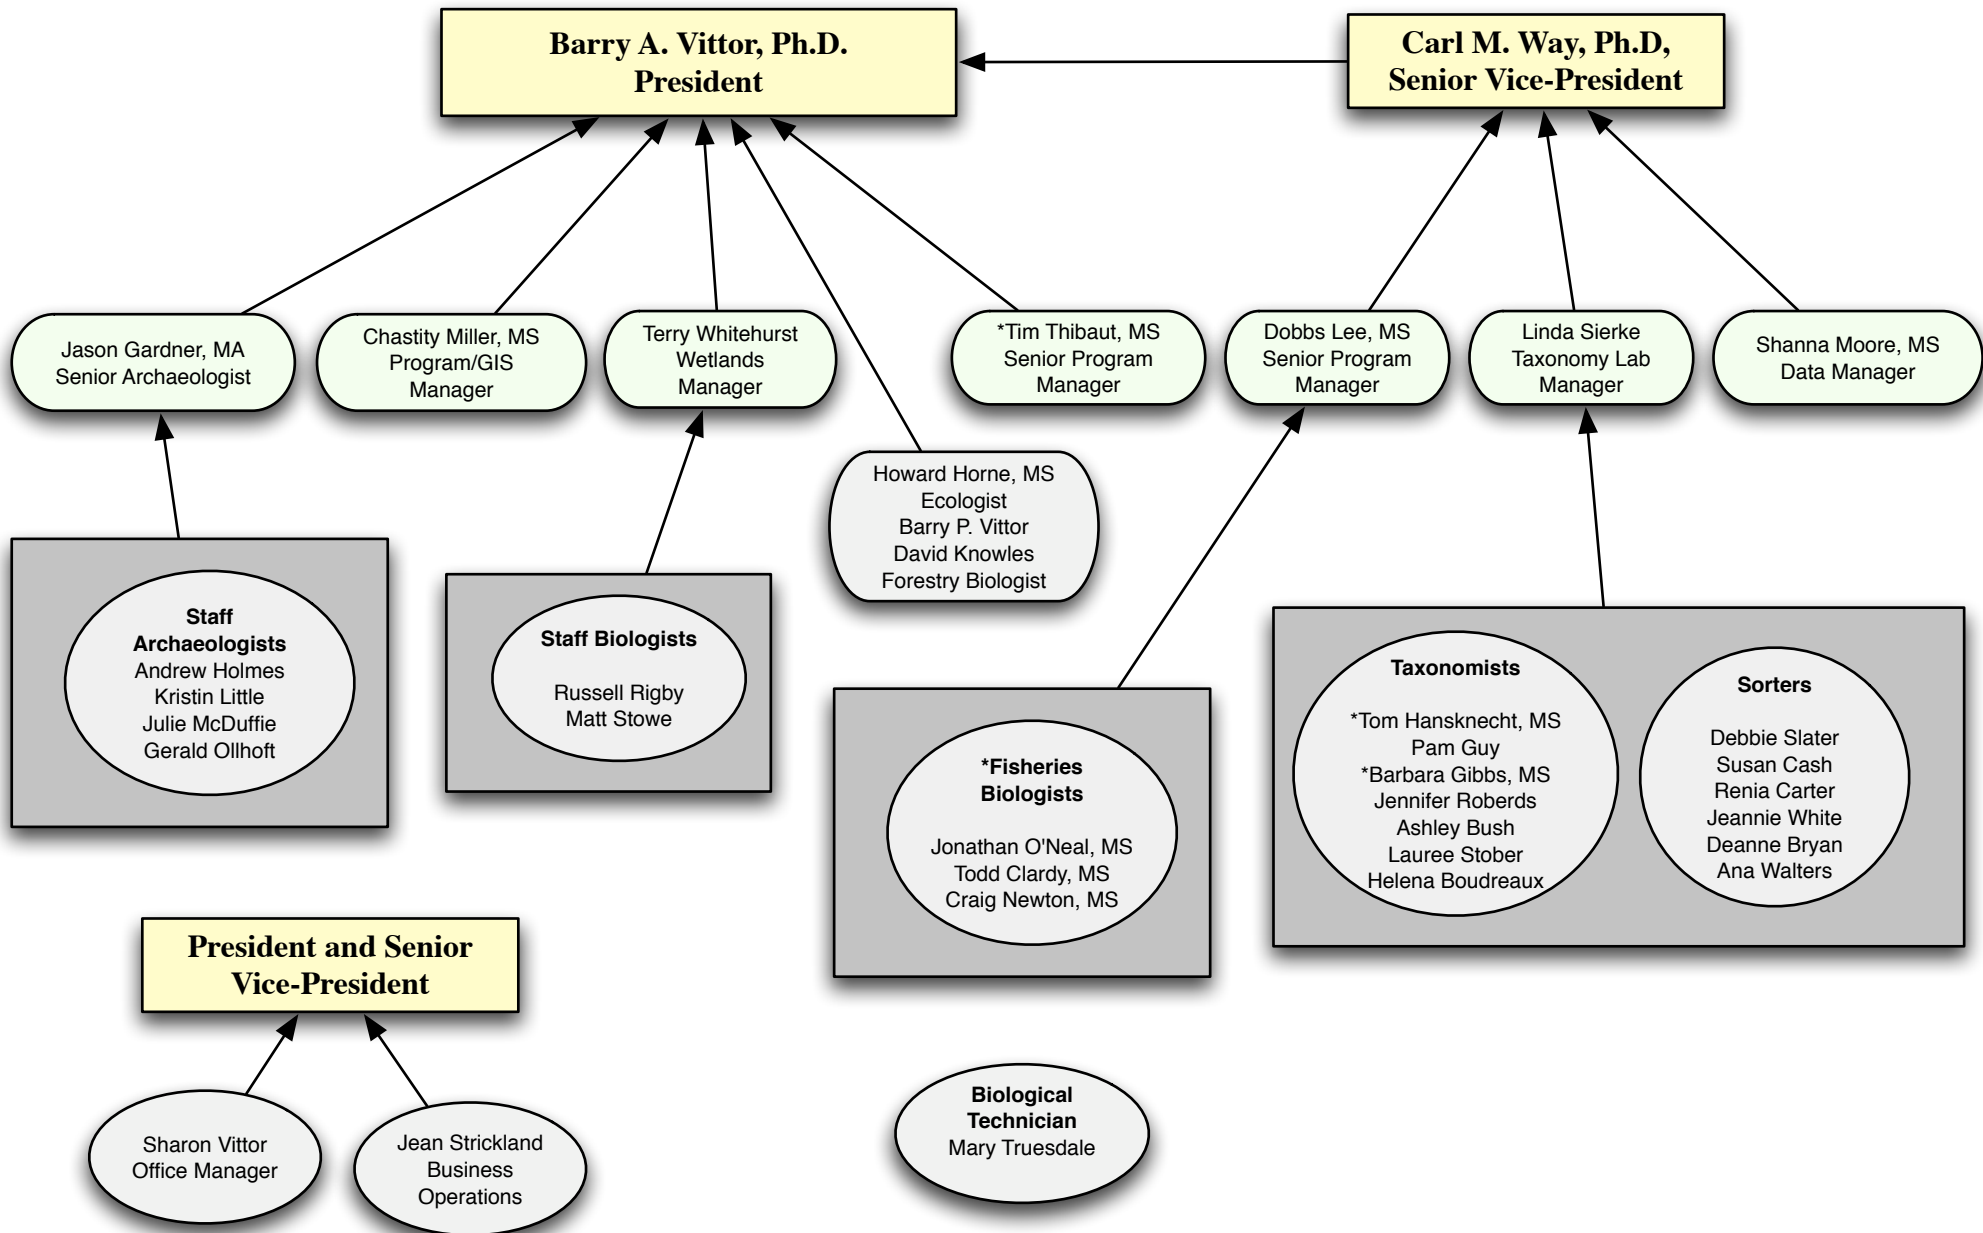 Barry A. Vittor, Ph.D.
President
Carl M. Way, Ph.D,
Senior Vice-President
Jason Gardner, MA
Senior Archaeologist
Chastity Miller, MS
Program/GIS
Manager
Terry Whitehurst
Wetlands
Manager
*Tim Thibaut, MS
Senior Program
Manager
Dobbs Lee, MS
Senior Program
Manager
Linda Sierke
Taxonomy Lab
Manager
Shanna Moore, MS
Data Manager
Howard Horne, MS
Ecologist
Barry P. Vittor
David Knowles
Forestry Biologist
Staff
Archaeologists
Andrew Holmes
Kristin Little
Julie McDuffie
Gerald Ollhoft
Staff Biologists
Russell Rigby
Matt Stowe
*Fisheries
Biologists
Jonathan O'Neal, MS
Todd Clardy, MS
Craig Newton, MS
Taxonomists
*Tom Hansknecht, MS
Pam Guy
*Barbara Gibbs, MS
Jennifer Roberds
Ashley Bush
Lauree Stober
Helena Boudreaux
Sorters
Debbie Slater
Susan Cash
Renia Carter
Jeannie White
Deanne Bryan
Ana Walters
President and Senior
Vice-President
Sharon Vittor
Office Manager
Jean Strickland
Business
Operations
Biological
Technician
Mary Truesdale